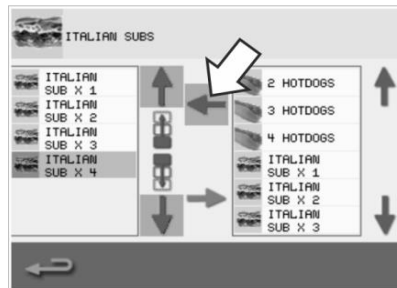 ITALIAN SUBS
ITALIAN
SUB X 1
ITALIAN
SUB X 2
ITALIAN
SUB X 3
ITALIAN
SUB X 4
2 HOTDOGS
3 HOTDOGS
4 HOTDOGS
ITALIAN
SUB X 1
ITALIAN
SUB X 2
ITALIAN
SUB X 3